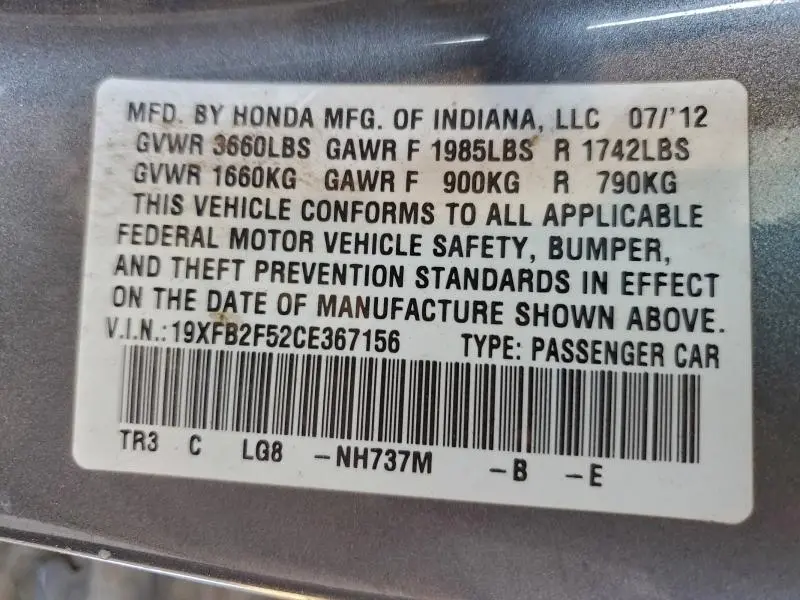 MFD. BY HONDA MFG. OF INDIANA, LLC 07/'12
GVWR 3660LBS GAWR F 1985LBS R 1742LBS
GVWR 1660KG GAWR F 900KG R 790KG
THIS VEHICLE CONFORMS TO ALL APPLICABLE
FEDERAL MOTOR VEHICLE SAFETY, BUMPER,
AND THEFT PREVENTION STANDARDS IN EFFECT
ON THE DATE OF MANUFACTURE SHOWN ABOVE.
V.I.N.:19XFB2F52CE367156 TYPE: PASSENGER CAR
TR3 C LG8 -NH737M -B -E